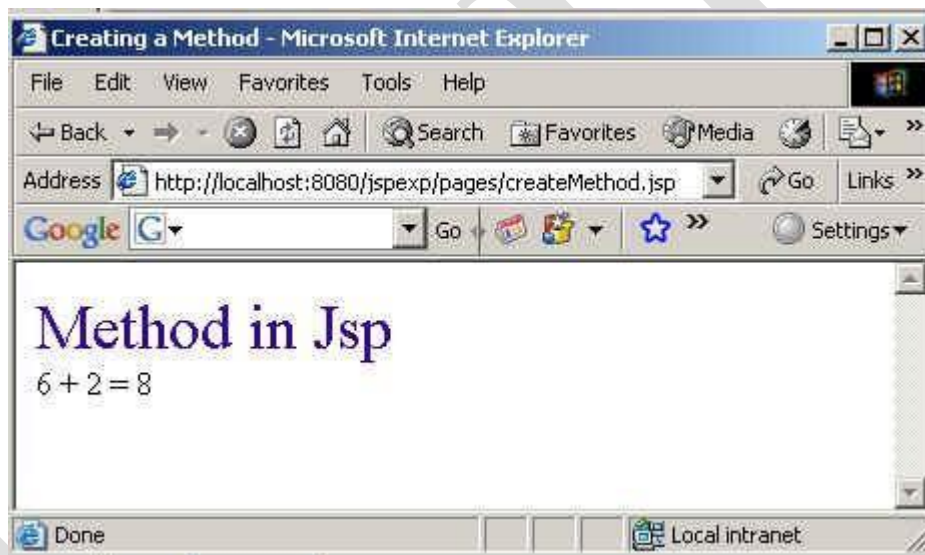 Creating a Method - Microsoft Internet Explorer
File Edit View Favorites Tools Help
Back Search Favorites Media »
Address http://localhost:8080/jspexp/pages/createMethod.jsp Go Links »
Google G Go » Settings
Method in Jsp
6 + 2 = 8
Done Local intranet